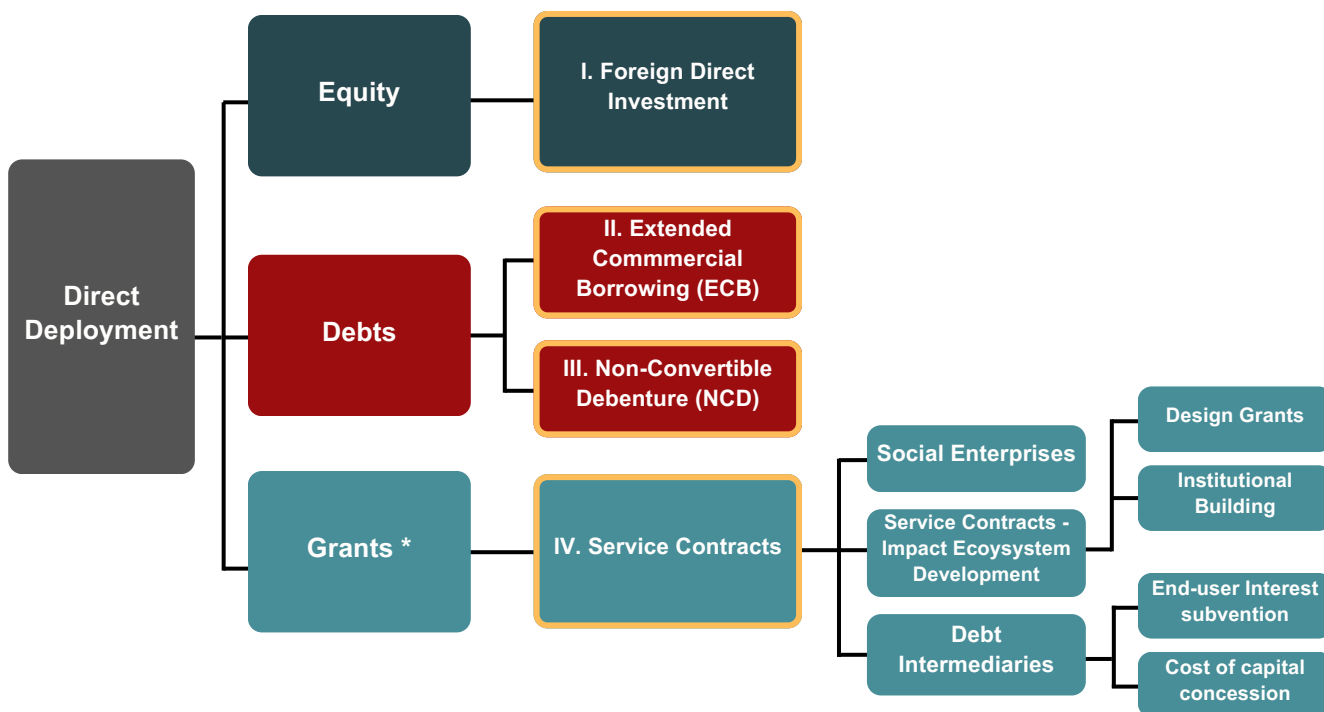 Equity
I. Foreign Direct
Investment
Direct
Deployment
Debts
II. Extended
Commmercial
Borrowing (ECB)
III. Non-Convertible
Debenture (NCD)
Grants *
IV. Service Contracts
Social Enterprises
Service Contracts -
Impact Ecoysystem
Development
Debt
Intermediaries
Design Grants
Institutional
Building
End-user Interest
subvention
Cost of capital
concession